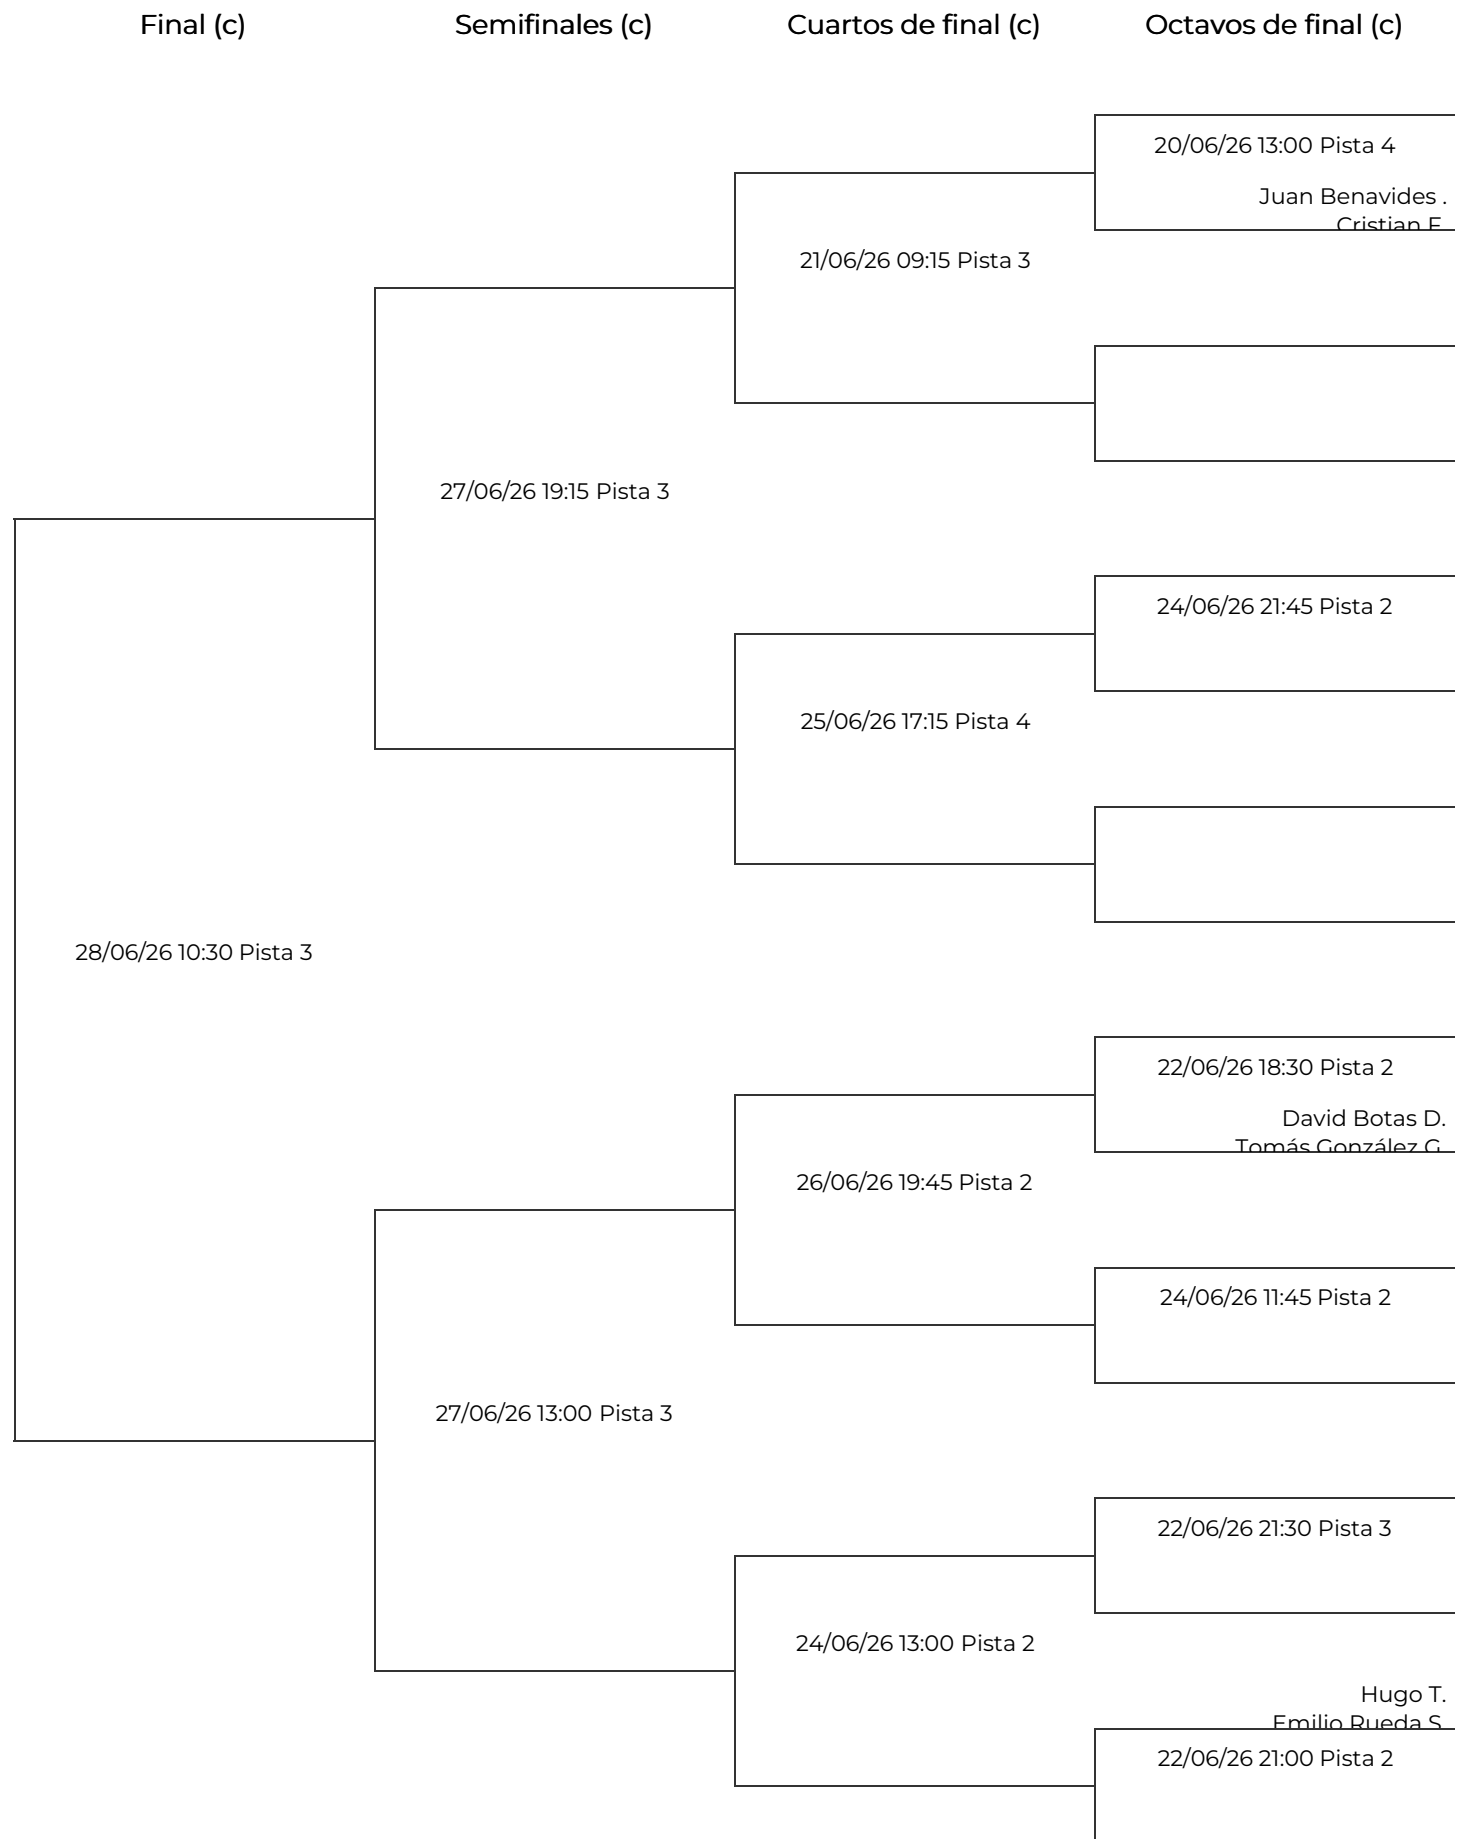 Final (c)
Semifinales (c)
Cuartos de final (c)
Octavos de final (c)
20/06/26 13:00 Pista 4
Juan Benavides .
Cristian F.
21/06/26 09:15 Pista 3
27/06/26 19:15 Pista 3
24/06/26 21:45 Pista 2
25/06/26 17:15 Pista 4
28/06/26 10:30 Pista 3
22/06/26 18:30 Pista 2
David Botas D.
Tomás González G.
26/06/26 19:45 Pista 2
24/06/26 11:45 Pista 2
27/06/26 13:00 Pista 3
22/06/26 21:30 Pista 3
24/06/26 13:00 Pista 2
Hugo T.
Emilio Rueda S.
22/06/26 21:00 Pista 2